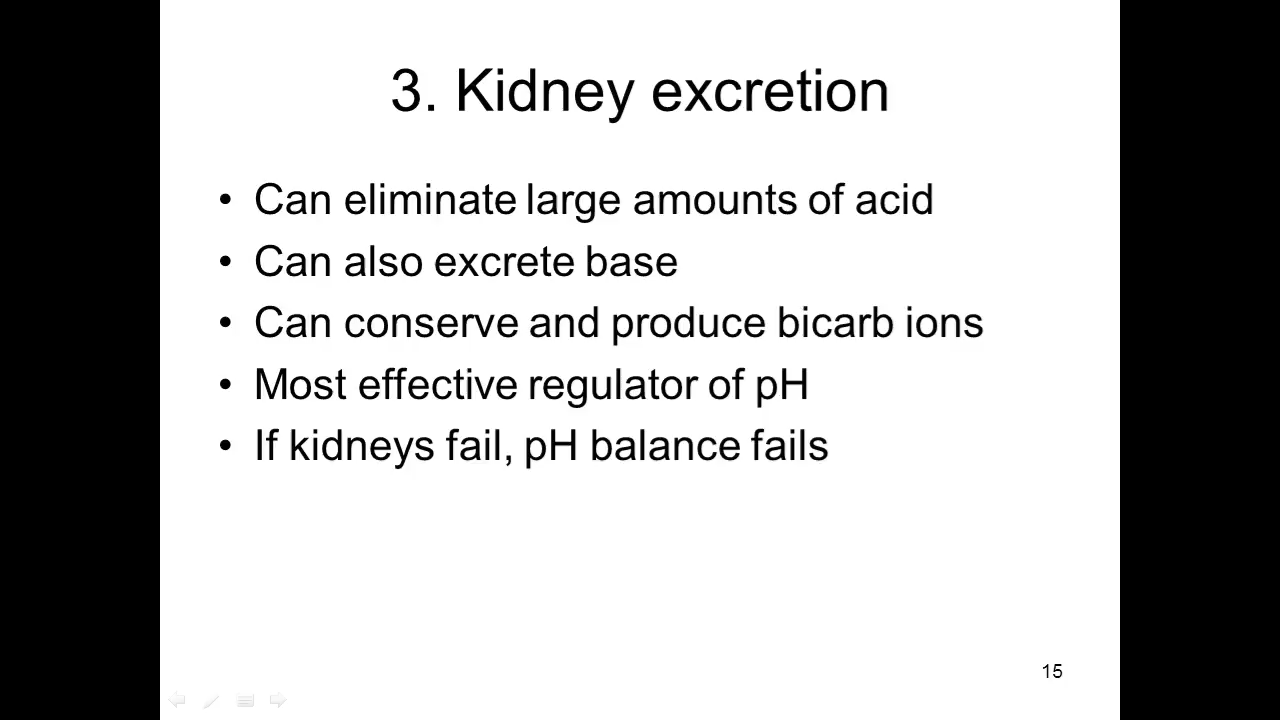 3. Kidney excretion
• Can eliminate large amounts of acid
• Can also excrete base
• Can conserve and produce bicarb ions
• Most effective regulator of pH
• If kidneys fail, pH balance fails
15